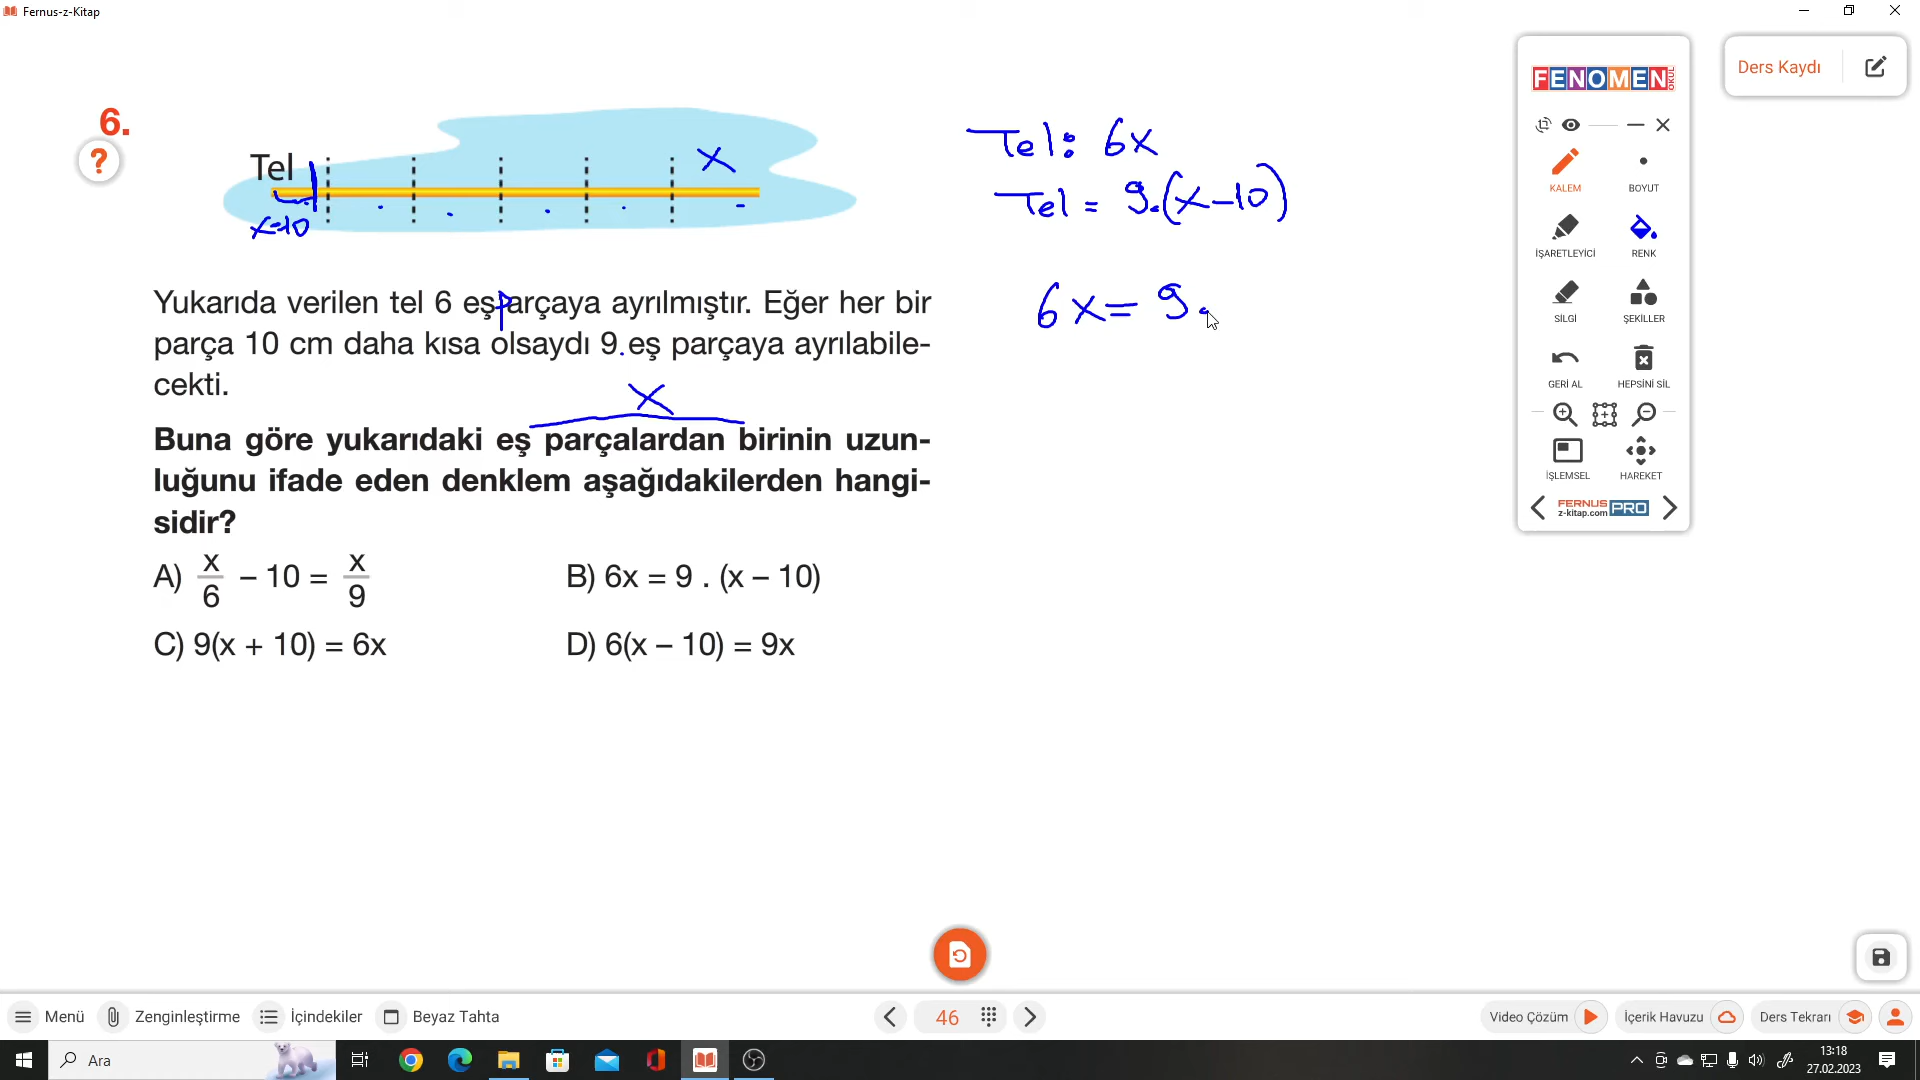 Fernus-z-Kitap
FENOMEN OKUL
Ders Kaydı
6.
?
Tel
x
x-10
Tel: 6x
Tel = 9.(x-10)
6x= 9.
KALEM
BOYUT
İŞARETLEYİCİ
RENK
SİLGİ
ŞEKİLLER
GERİ AL
HEPSİNİ SİL
İŞLEMSEL
HAREKET
FERNUS PRO
z-kitap.com
Yukarıda verilen tel 6 eş parçaya ayrılmıştır. Eğer her bir
parça 10 cm daha kısa olsaydı 9 eş parçaya ayrılabile-
cekti.
x
Buna göre yukarıdaki eş parçalardan birinin uzun-
luğunu ifade eden denklem aşağıdakilerden hangi-
sidir?
A) x/6 – 10 = x/9
B) 6x = 9 . (x – 10)
C) 9(x + 10) = 6x
D) 6(x – 10) = 9x
Menü
Zenginleştirme
İçindekiler
Beyaz Tahta
46
Video Çözüm
İçerik Havuzu
Ders Tekrarı
Ara
13:18
27.02.2023